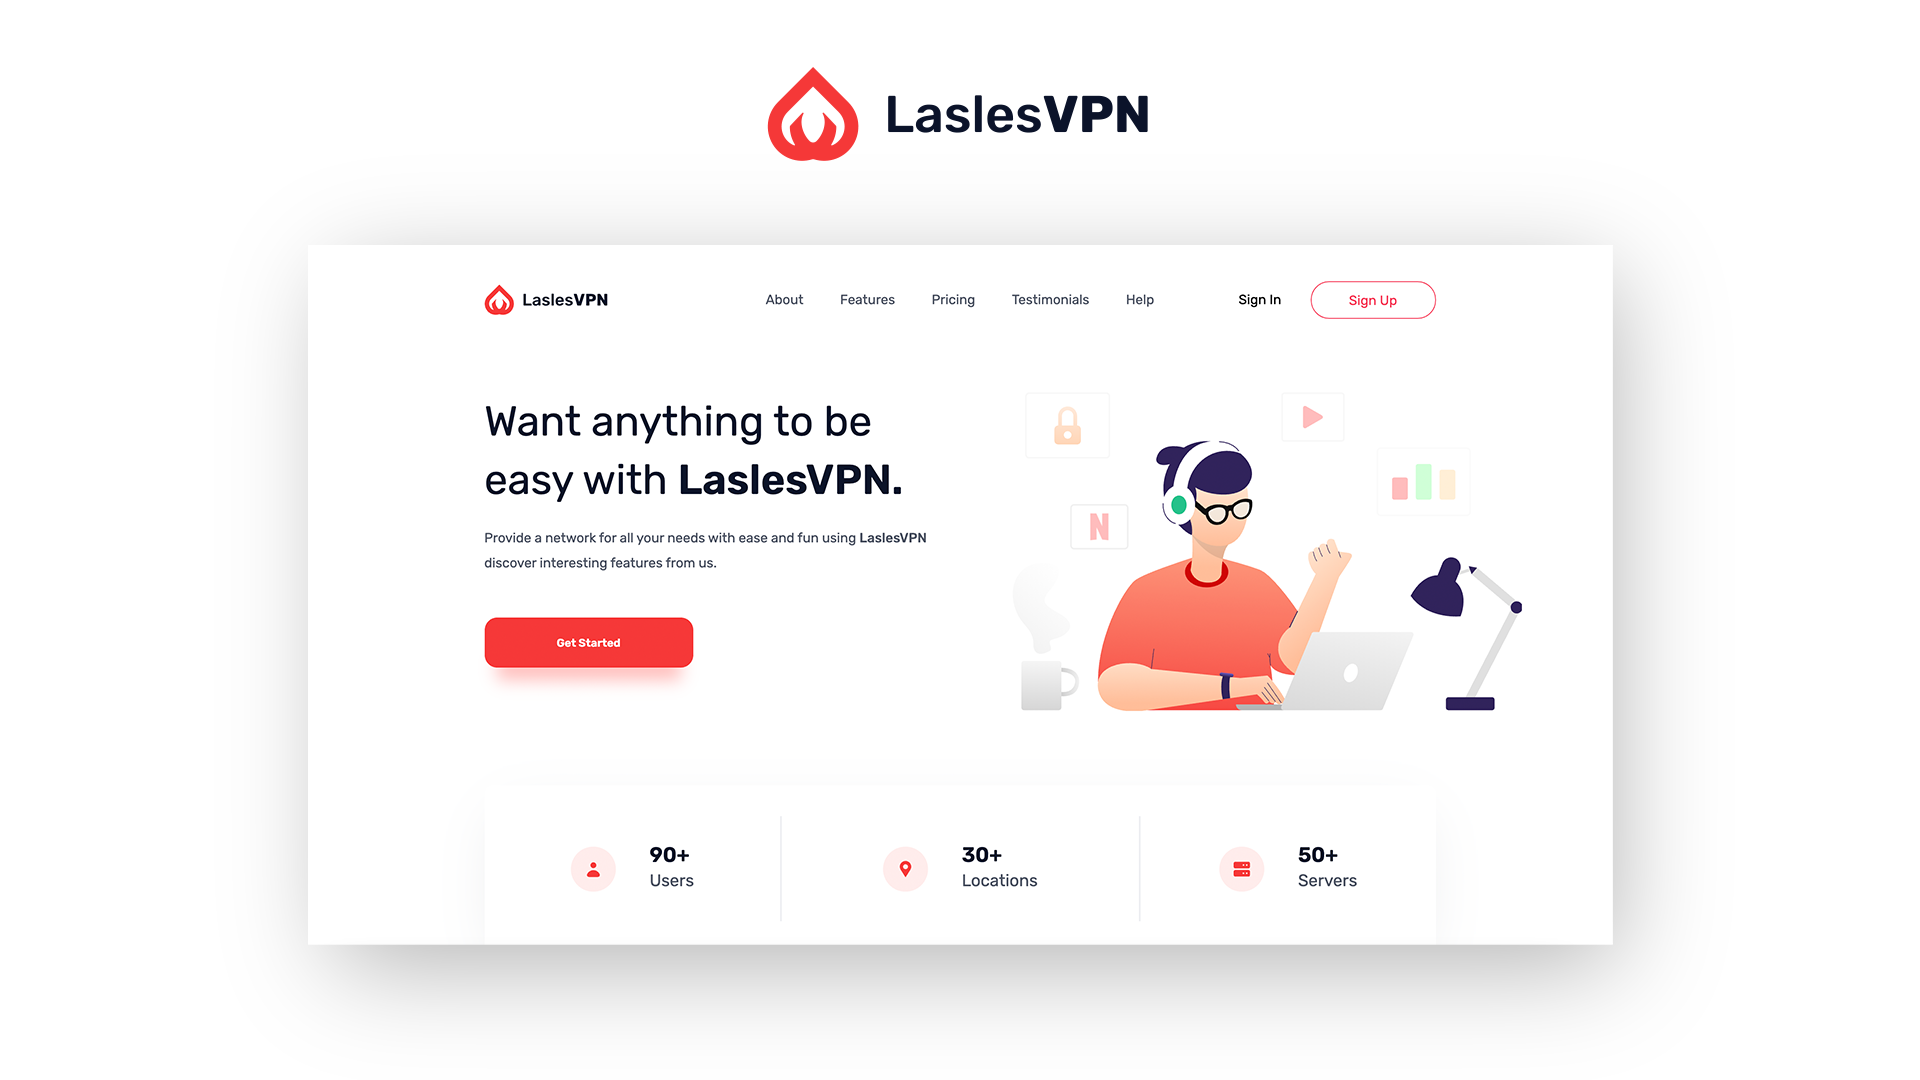 LaslesVPN
LaslesVPN
About
Features
Pricing
Testimonials
Help
Sign In
Sign Up
Want anything to be
easy with LaslesVPN.
Provide a network for all your needs with ease and fun using LaslesVPN
discover interesting features from us.
Get Started
N
90+
Users
30+
Locations
50+
Servers